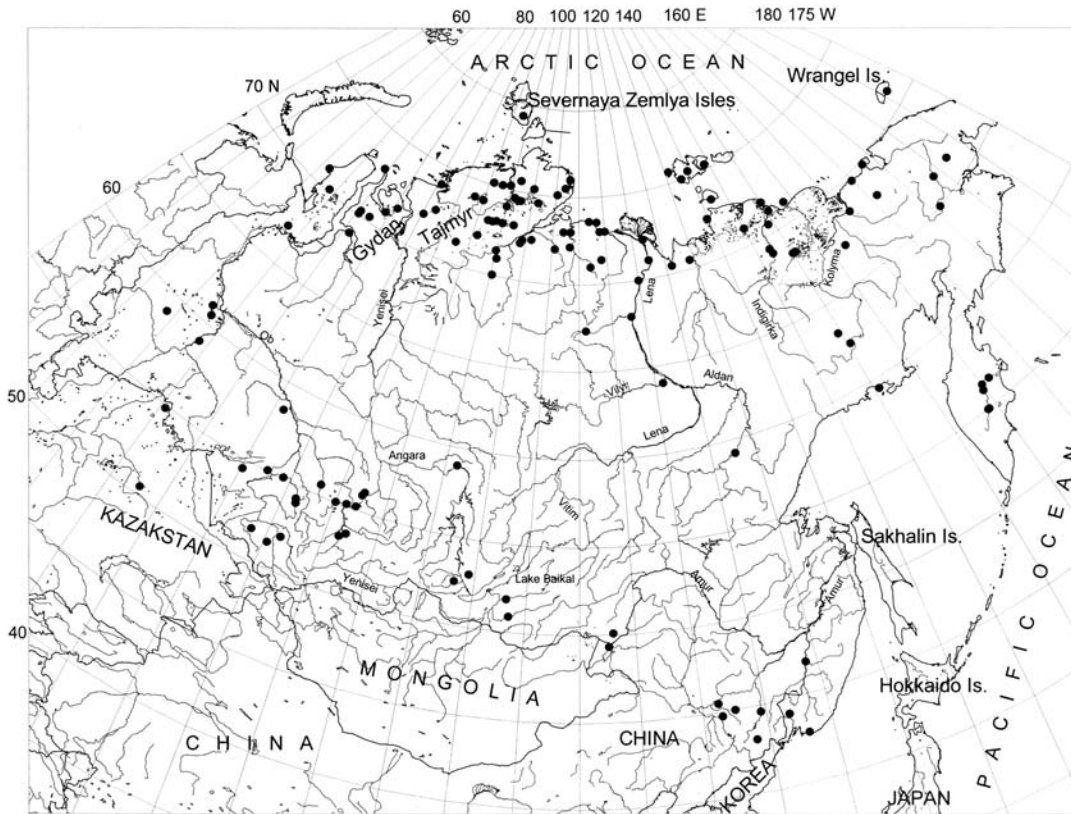 60 80 100 120 140 160 E 180 175 W
ARCTIC OCEAN
Wrangel Is.
70 N
Severnaya Zemlya Isles
60
Gydan
Tajmyr
Kolyma
Yenisei
Lena
Indigirka
Ob
Vilyi
Aldan
50
Lena
Angara
Vitim
KAZAKSTAN
Sakhalin Is.
Yenisei
Lake Baikal
Amur
Amur
40
MONGOLIA
Hokkaido Is.
CHINA
CHINA
KOREA
JAPAN
PACIFIC OCEAN